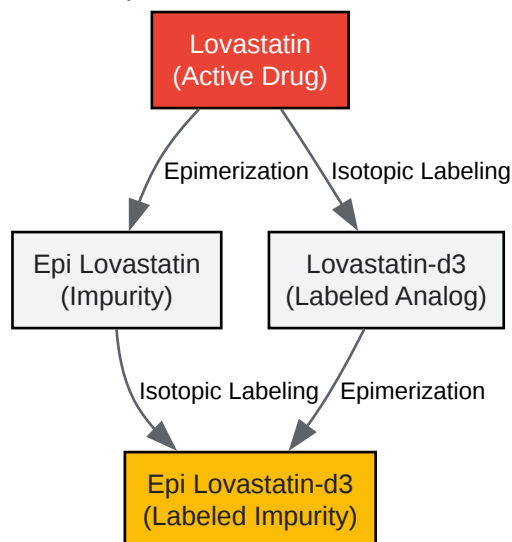 Lovastatin
(Active Drug)
Epimerization
Isotopic Labeling
Epi Lovastatin
(Impurity)
Lovastatin-d3
(Labeled Analog)
Isotopic Labeling
Epimerization
Epi Lovastatin-d3
(Labeled Impurity)